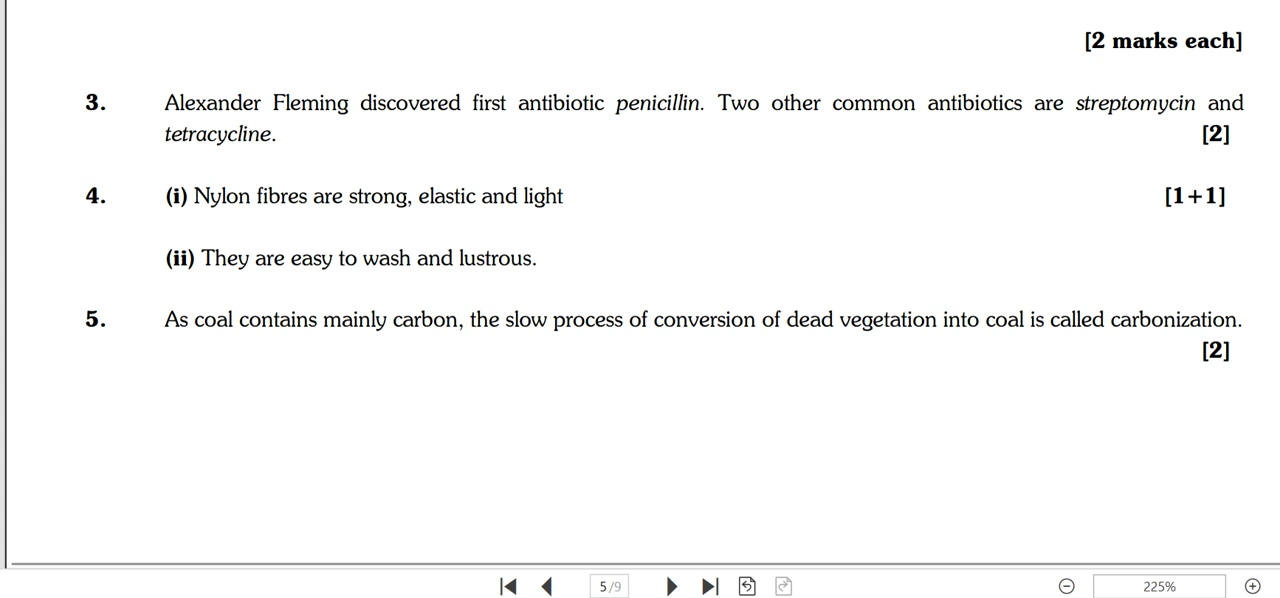 [2 marks each]
3. Alexander Fleming discovered first antibiotic penicillin. Two other common antibiotics are streptomycin and
tetracycline. [2]
4. (i) Nylon fibres are strong, elastic and light [1+1]
(ii) They are easy to wash and lustrous.
5. As coal contains mainly carbon, the slow process of conversion of dead vegetation into coal is called carbonization.
[2]
5 /9 225%